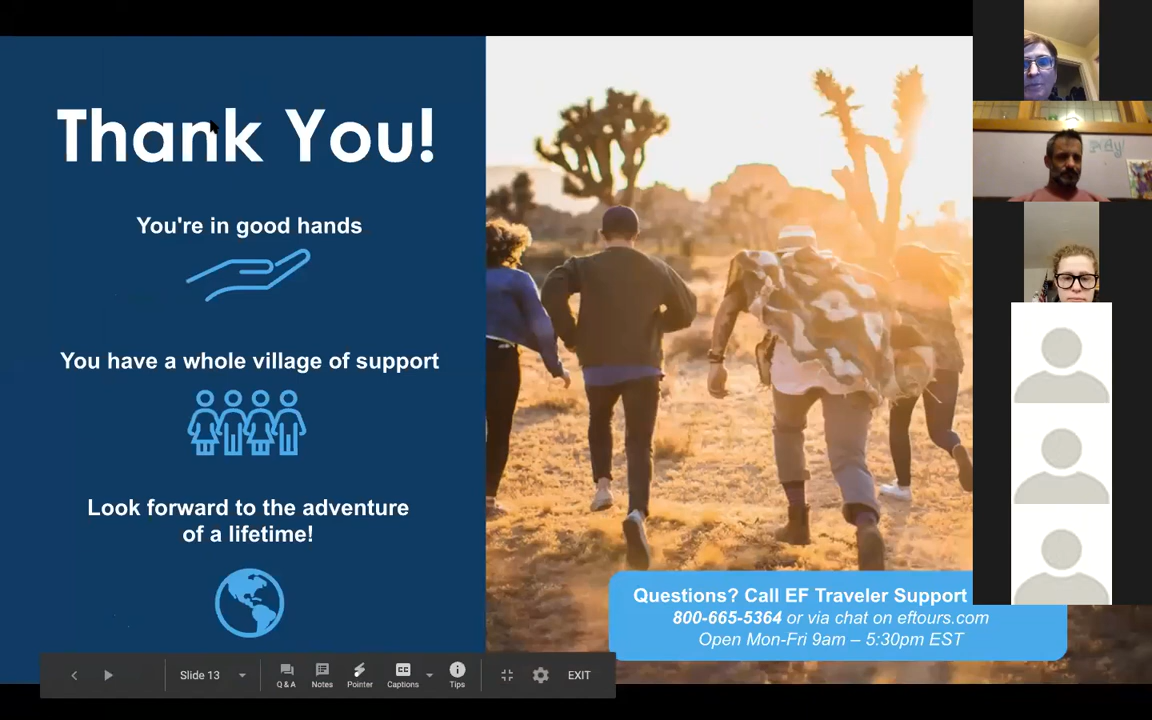 Thank You!
You're in good hands
You have a whole village of support
Look forward to the adventure
of a lifetime!
Questions? Call EF Traveler Support
800-665-5364 or via chat on eftours.com
Open Mon-Fri 9am – 5:30pm EST
Slide 13
Q & A
Notes
Pointer
CC
Captions
Tips
EXIT